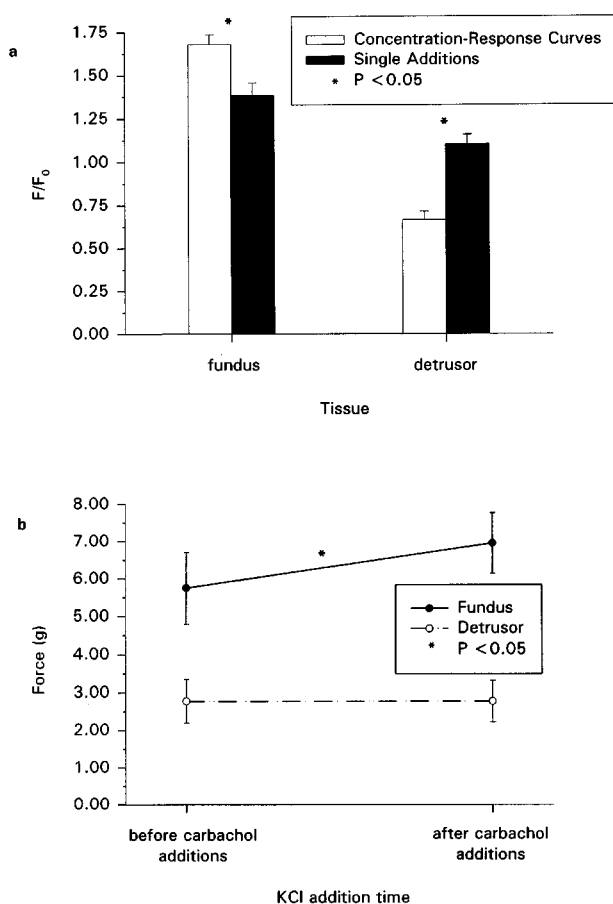 a
*
*
Concentration-Response Curves
Single Additions
* P <0.05
1.75
1.50
1.25
1.00
0.75
0.50
0.25
0.00
F/F0
fundus
detrusor
Tissue
b
8.00
7.00
6.00
5.00
4.00
3.00
2.00
1.00
0.00
Force (g)
*
Fundus
Detrusor
* P <0.05
before carbachol
additions
after carbachol
additions
KCl addition time